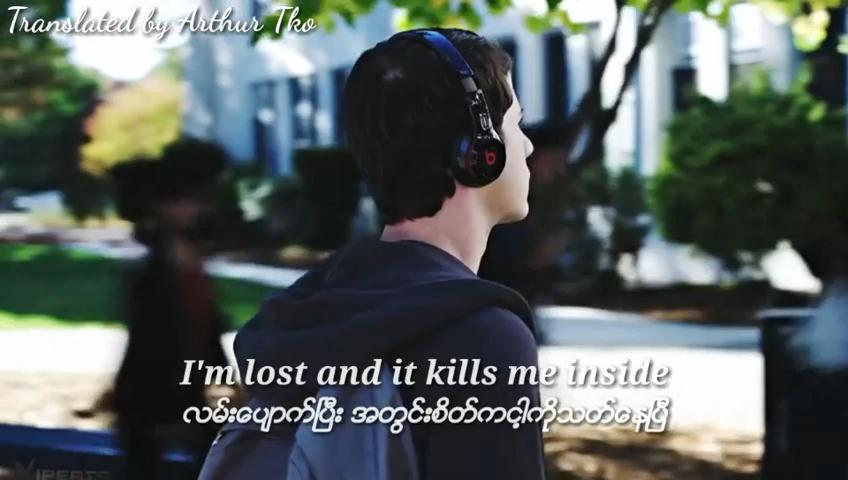 Translated by Arthur Tko
I'm lost and it kills me inside
လမ်းပျောက်ပြီး အတွင်းစိတ်ကငါ့ကိုသတ်နေပြီ